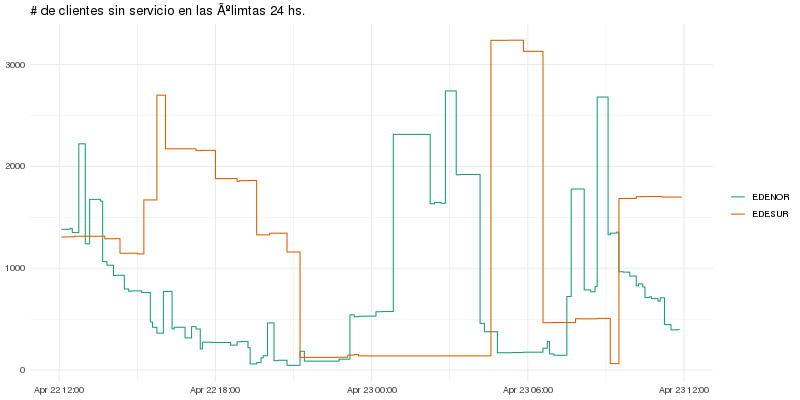 # de clientes sin servicio en las Ãºlimtas 24 hs.
3000
2000
1000
0
Apr 22 12:00
Apr 22 18:00
Apr 23 00:00
Apr 23 06:00
Apr 23 12:00
EDENOR
EDESUR